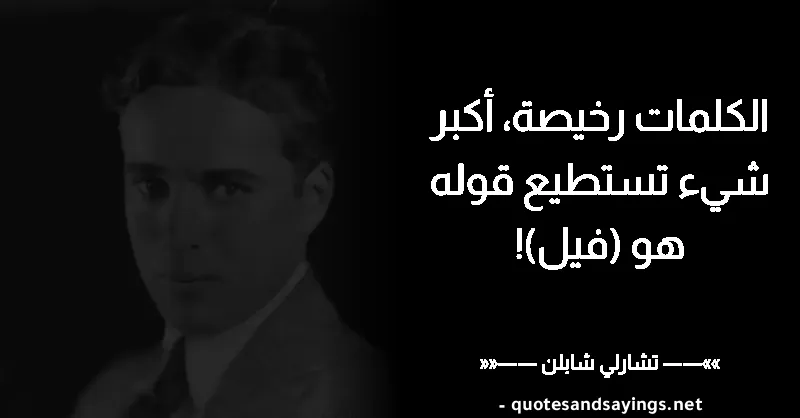 الكلمات رخيصة، أكبر
شيء تستطيع قوله
هو (فيل)!
««—— تشارلي شابلن ——»»
- quotesandsayings.net